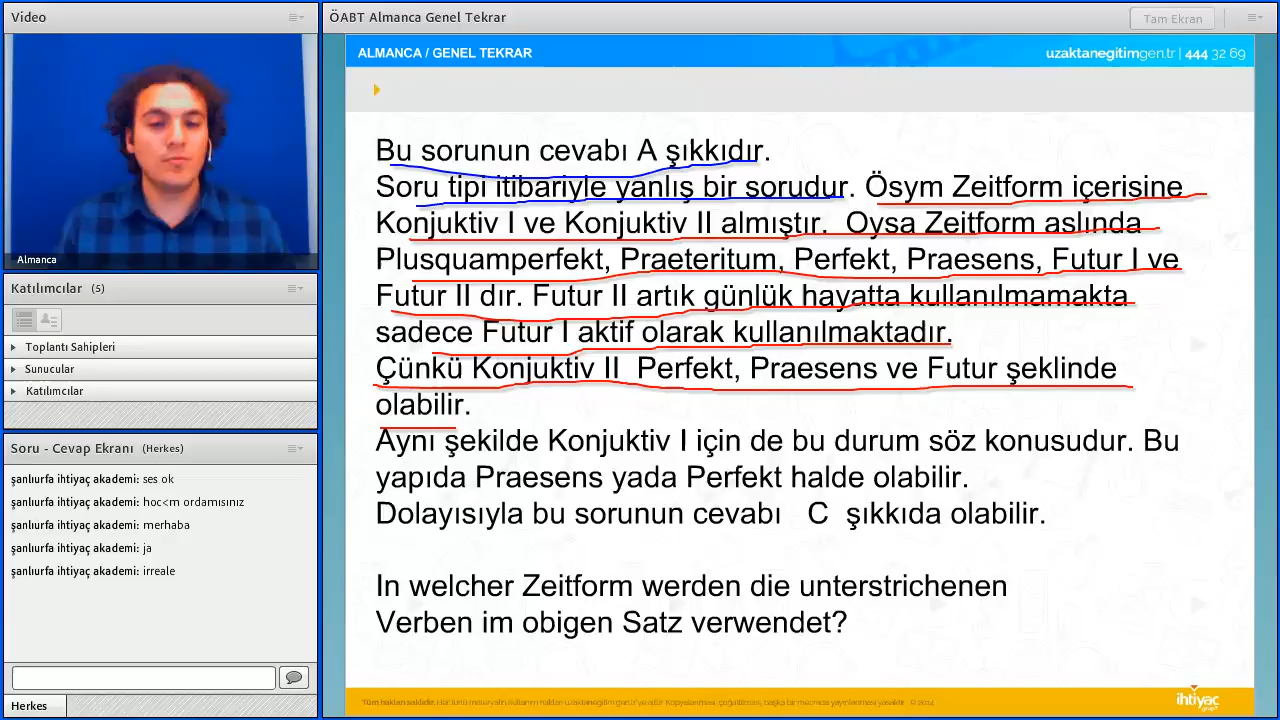 Video
ÖABT Almanca Genel Tekrar
Tam Ekran
ALMANCA / GENEL TEKRAR
uzaktanegitimgen.tr | 444 32 69
Almanca
Katılımcılar (5)
Toplantı Sahipleri
Sunucular
Katılımcılar
Soru - Cevap Ekranı (Herkes)
şanlıurfa ihtiyaç akademi: ses ok
şanlıurfa ihtiyaç akademi: hoc<m ordamısınız
şanlıurfa ihtiyaç akademi: merhaba
şanlıurfa ihtiyaç akademi: ja
şanlıurfa ihtiyaç akademi: irreale
Herkes
Bu sorunun cevabı A şıkkıdır.
Soru tipi itibariyle yanlış bir sorudur. Ösym Zeitform içerisine
Konjuktiv I ve Konjuktiv II almıştır. Oysa Zeitform aslında
Plusquamperfekt, Praeteritum, Perfekt, Praesens, Futur I ve
Futur II dır. Futur II artık günlük hayatta kullanılmamakta
sadece Futur I aktif olarak kullanılmaktadır.
Çünkü Konjuktiv II Perfekt, Praesens ve Futur şeklinde
olabilir.
Aynı şekilde Konjuktiv I için de bu durum söz konusudur. Bu
yapıda Praesens yada Perfekt halde olabilir.
Dolayısıyla bu sorunun cevabı C şıkkıda olabilir.
In welcher Zeitform werden die unterstrichenen
Verben im obigen Satz verwendet?
Tüm hakları saklıdır.
© 2014
ihtiyaç